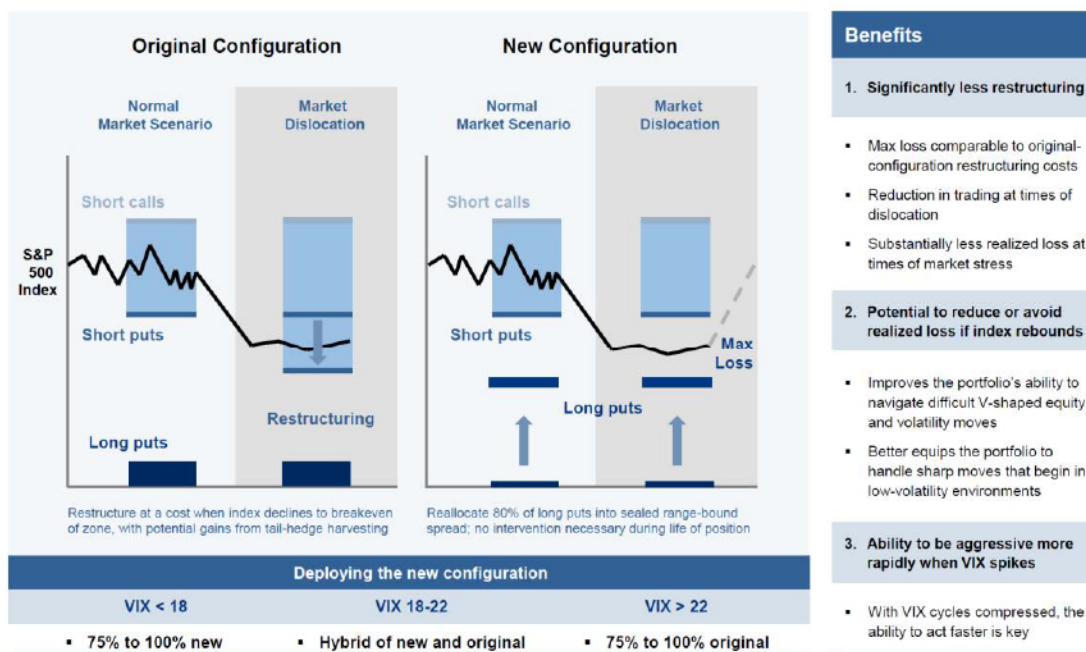 Original Configuration
Normal
Market Scenario
Market
Dislocation
Short calls
S&P
500
Index
Short puts
Restructuring
Long puts
Restructure at a cost when index declines to breakeven
of zone, with potential gains from tail-hedge harvesting
New Configuration
Normal
Market Scenario
Market
Dislocation
Short calls
Short puts
Max
Loss
Long puts
Reallocate 80% of long puts into sealed range-bound
spread; no intervention necessary during life of position
Deploying the new configuration
VIX < 18
VIX 18-22
VIX > 22
▪ 75% to 100% new
▪ Hybrid of new and original
▪ 75% to 100% original
Benefits
1. Significantly less restructuring
▪ Max loss comparable to original-
configuration restructuring costs
▪ Reduction in trading at times of
dislocation
▪ Substantially less realized loss at
times of market stress
2. Potential to reduce or avoid
realized loss if index rebounds
▪ Improves the portfolio's ability to
navigate difficult V-shaped equity
and volatility moves
▪ Better equips the portfolio to
handle sharp moves that begin in
low-volatility environments
3. Ability to be aggressive more
rapidly when VIX spikes
▪ With VIX cycles compressed, the
ability to act faster is key